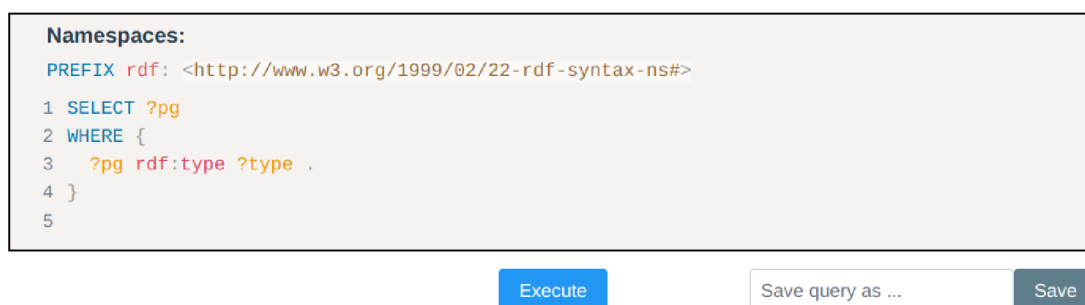 Namespaces:
PREFIX rdf: <http://www.w3.org/1999/02/22-rdf-syntax-ns#>
1 SELECT ?pg
2 WHERE {
3   ?pg rdf:type ?type .
4 }
5
Execute
Save query as ...
Save